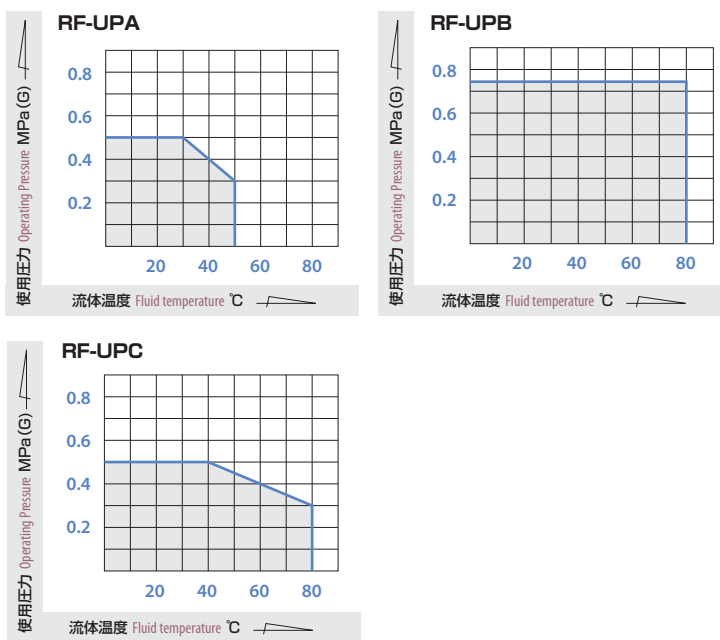 RF-UPA
使用圧力 Operating Pressure MPa(G)
0.8
0.6
0.4
0.2
20 40 60 80
流体温度 Fluid temperature ℃
RF-UPB
使用圧力 Operating Pressure MPa(G)
0.8
0.6
0.4
0.2
20 40 60 80
流体温度 Fluid temperature ℃
RF-UPC
使用圧力 Operating Pressure MPa(G)
0.8
0.6
0.4
0.2
20 40 60 80
流体温度 Fluid temperature ℃